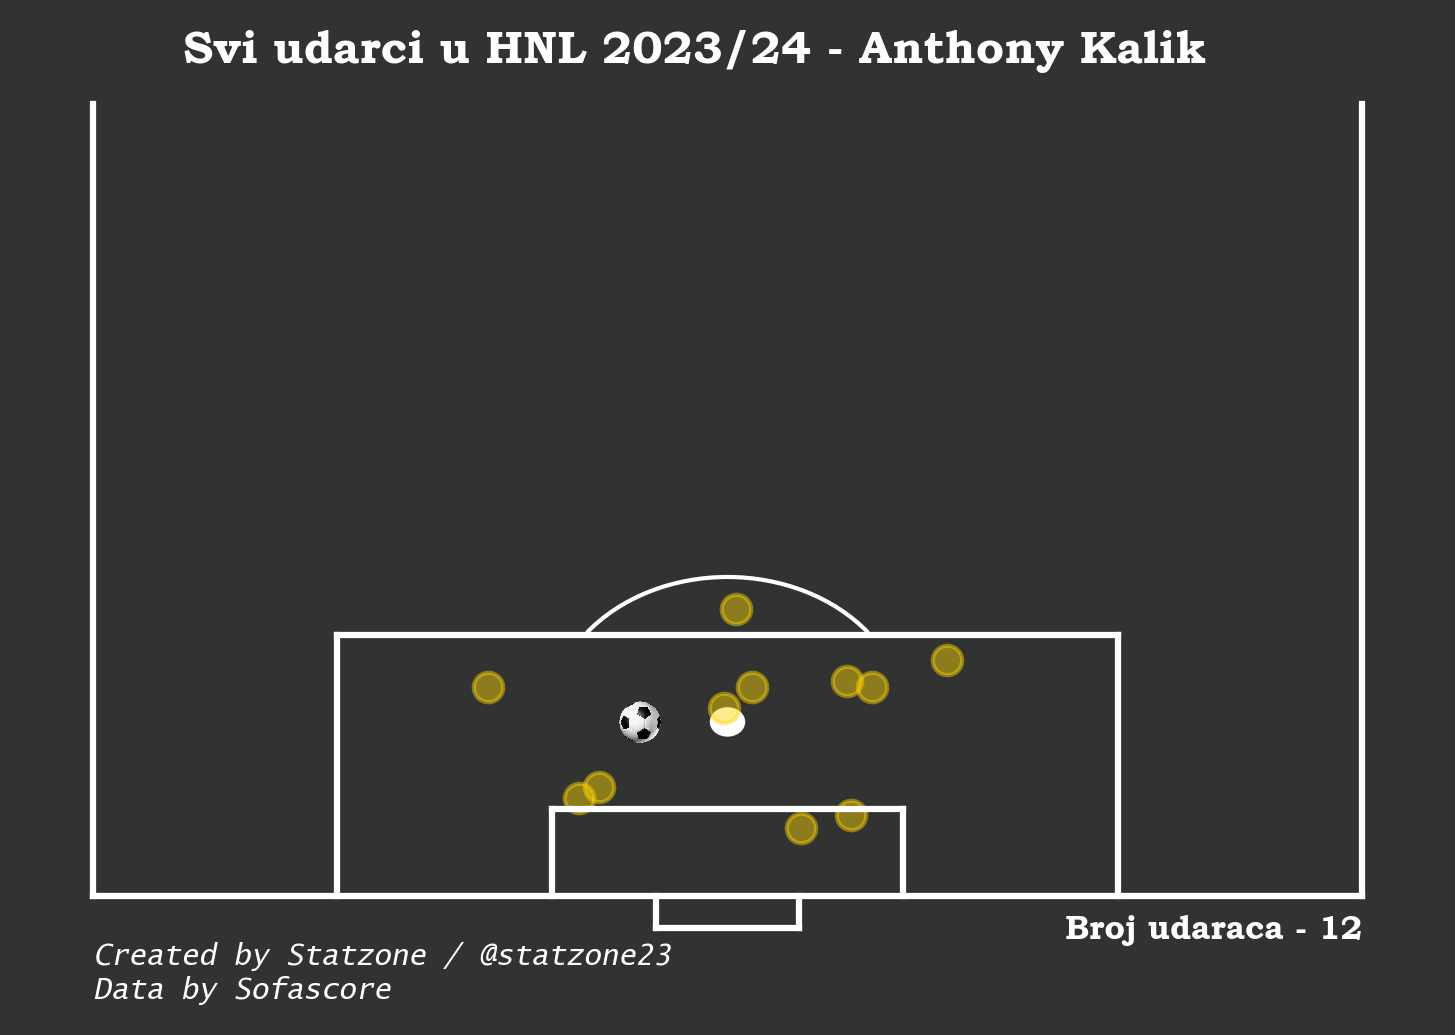 Svi udarci u HNL 2023/24 - Anthony Kalik
Broj udaraca - 12
Created by Statzone / @statzone23
Data by Sofascore